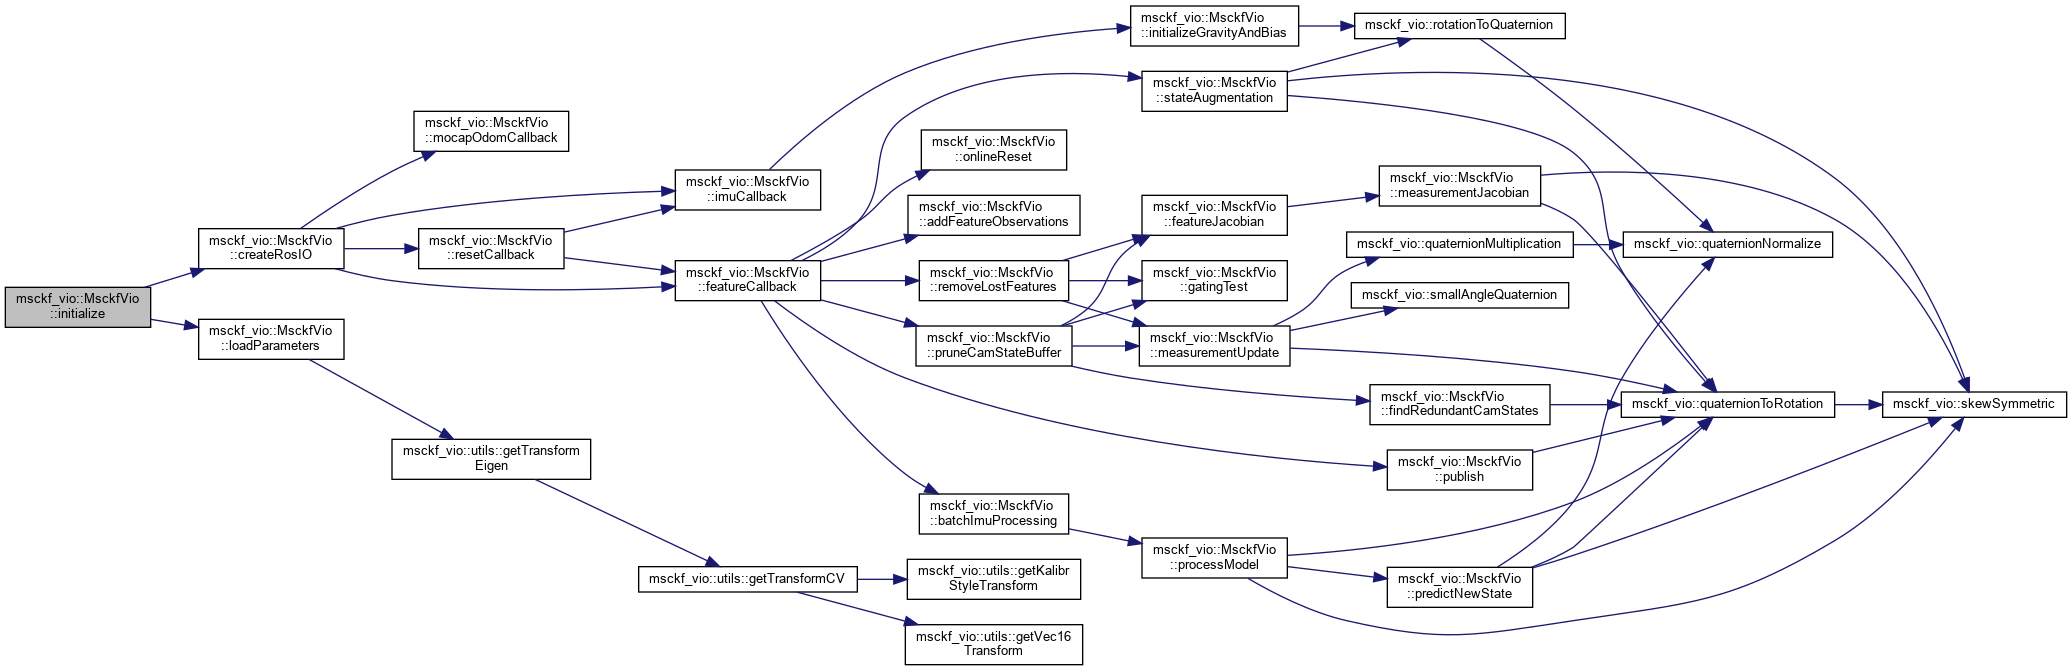 msckf_vio::MsckfVio
::initialize
msckf_vio::MsckfVio
::createRosIO
msckf_vio::MsckfVio
::loadParameters
msckf_vio::MsckfVio
::mocapOdomCallback
msckf_vio::MsckfVio
::resetCallback
msckf_vio::utils::getTransform
Eigen
msckf_vio::MsckfVio
::imuCallback
msckf_vio::MsckfVio
::featureCallback
msckf_vio::utils::getTransformCV
msckf_vio::MsckfVio
::onlineReset
msckf_vio::MsckfVio
::addFeatureObservations
msckf_vio::MsckfVio
::removeLostFeatures
msckf_vio::MsckfVio
::pruneCamStateBuffer
msckf_vio::MsckfVio
::batchImuProcessing
msckf_vio::utils::getKalibr
StyleTransform
msckf_vio::utils::getVec16
Transform
msckf_vio::MsckfVio
::initializeGravityAndBias
msckf_vio::MsckfVio
::stateAugmentation
msckf_vio::MsckfVio
::featureJacobian
msckf_vio::MsckfVio
::gatingTest
msckf_vio::MsckfVio
::measurementUpdate
msckf_vio::MsckfVio
::processModel
msckf_vio::rotationToQuaternion
msckf_vio::MsckfVio
::measurementJacobian
msckf_vio::quaternionMultiplication
msckf_vio::smallAngleQuaternion
msckf_vio::MsckfVio
::findRedundantCamStates
msckf_vio::MsckfVio
::publish
msckf_vio::MsckfVio
::predictNewState
msckf_vio::quaternionNormalize
msckf_vio::quaternionToRotation
msckf_vio::skewSymmetric